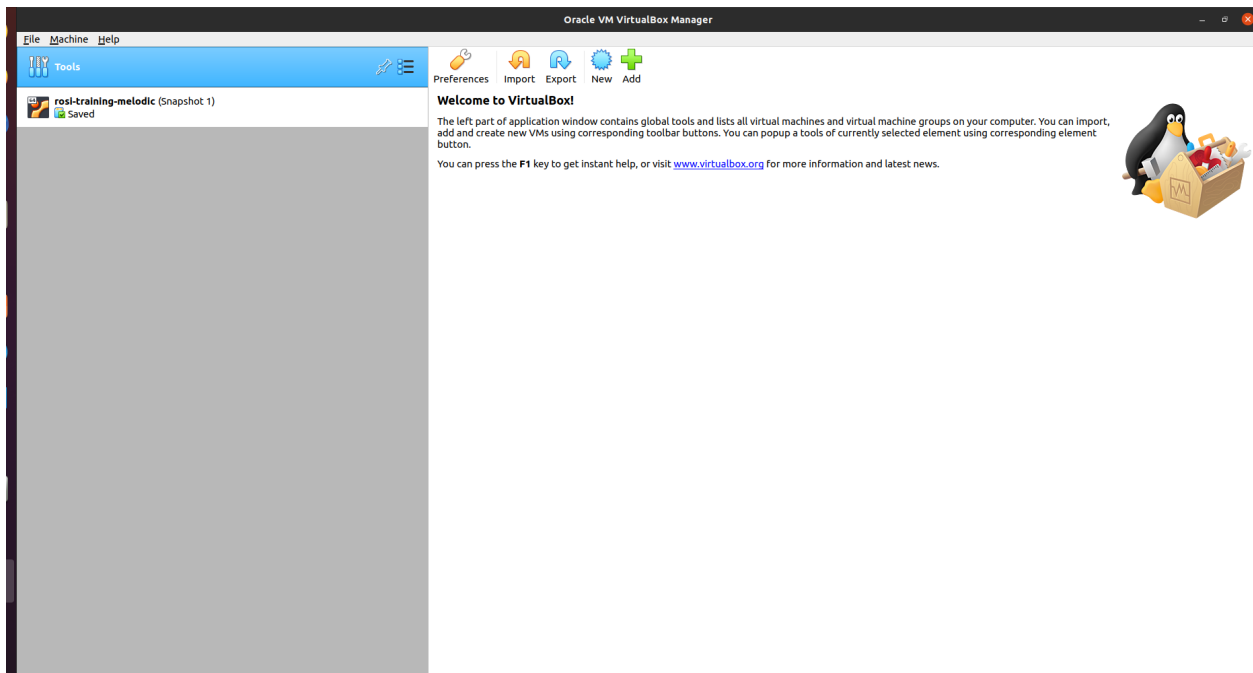 Oracle VM VirtualBox Manager
File Machine Help
Tools
Preferences Import Export New Add
rosi-training-melodic (Snapshot 1)
Saved
Welcome to VirtualBox!
The left part of application window contains global tools and lists all virtual machines and virtual machine groups on your computer. You can import,
add and create new VMs using corresponding toolbar buttons. You can popup a tools of currently selected element using corresponding element
button.
You can press the F1 key to get instant help, or visit www.virtualbox.org for more information and latest news.